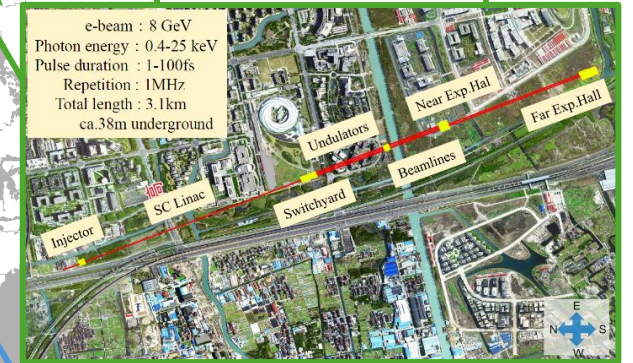 e-beam : 8 GeV
Photon energy : 0.4-25 keV
Pulse duration : 1-100fs
Repetition : 1MHz
Total length : 3.1km
ca.38m underground
Near Exp.Hal
Far Exp.Hall
Undulators
Beamlines
SC Linac
Switchyard
Injector
E
N
S
W